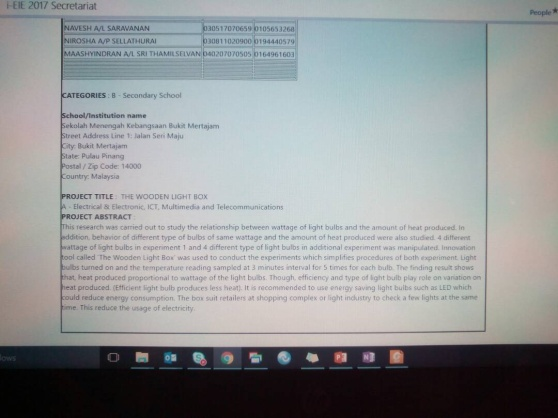 i-EIE 2017 Secretariat
People
NAVESH A/L SARAVANAN 030517070659 0105653268
NIROSHA A/P SELLATHURAI 030811020900 0194440579
MAASHYINDRAN A/L SRI THAMILSELVAN 040207070505 0164961603
CATEGORIES : B - Secondary School
School/Institution name
Sekolah Menengah Kebangsaan Bukit Mertajam
Street Address Line 1: Jalan Seri Maju
City: Bukit Mertajam
State: Pulau Pinang
Postal / Zip Code: 14000
Country: Malaysia
PROJECT TITLE : THE WOODEN LIGHT BOX
A - Electrical & Electronic, ICT, Multimedia and Telecommunications
PROJECT ABSTRACT :
This research was carried out to study the relationship between wattage of light bulbs and the amount of heat produced. In
addition, behavior of different type of bulbs of same wattage and the amount of heat produced were also studied. 4 different
wattage of light bulbs in experiment 1 and 4 different type of light bulbs in additional experiment was manipulated. Innovation
tool called 'The Wooden Light Box' was used to conduct the experiments which simplifies procedures of both experiment. Light
bulbs turned on and the temperature reading sampled at 3 minutes interval for 5 times for each bulb. The finding result shows
that, heat produced proportional to wattage of the light bulbs. Though, efficiency and type of light bulb play role on variation on
heat produced. (Efficient light bulb produces less heat). It is recommended to use energy saving light bulbs such as LED which
could reduce energy consumption. The box suit retailers at shopping complex or light industry to check a few lights at the same
time. This reduce the usage of electricity.